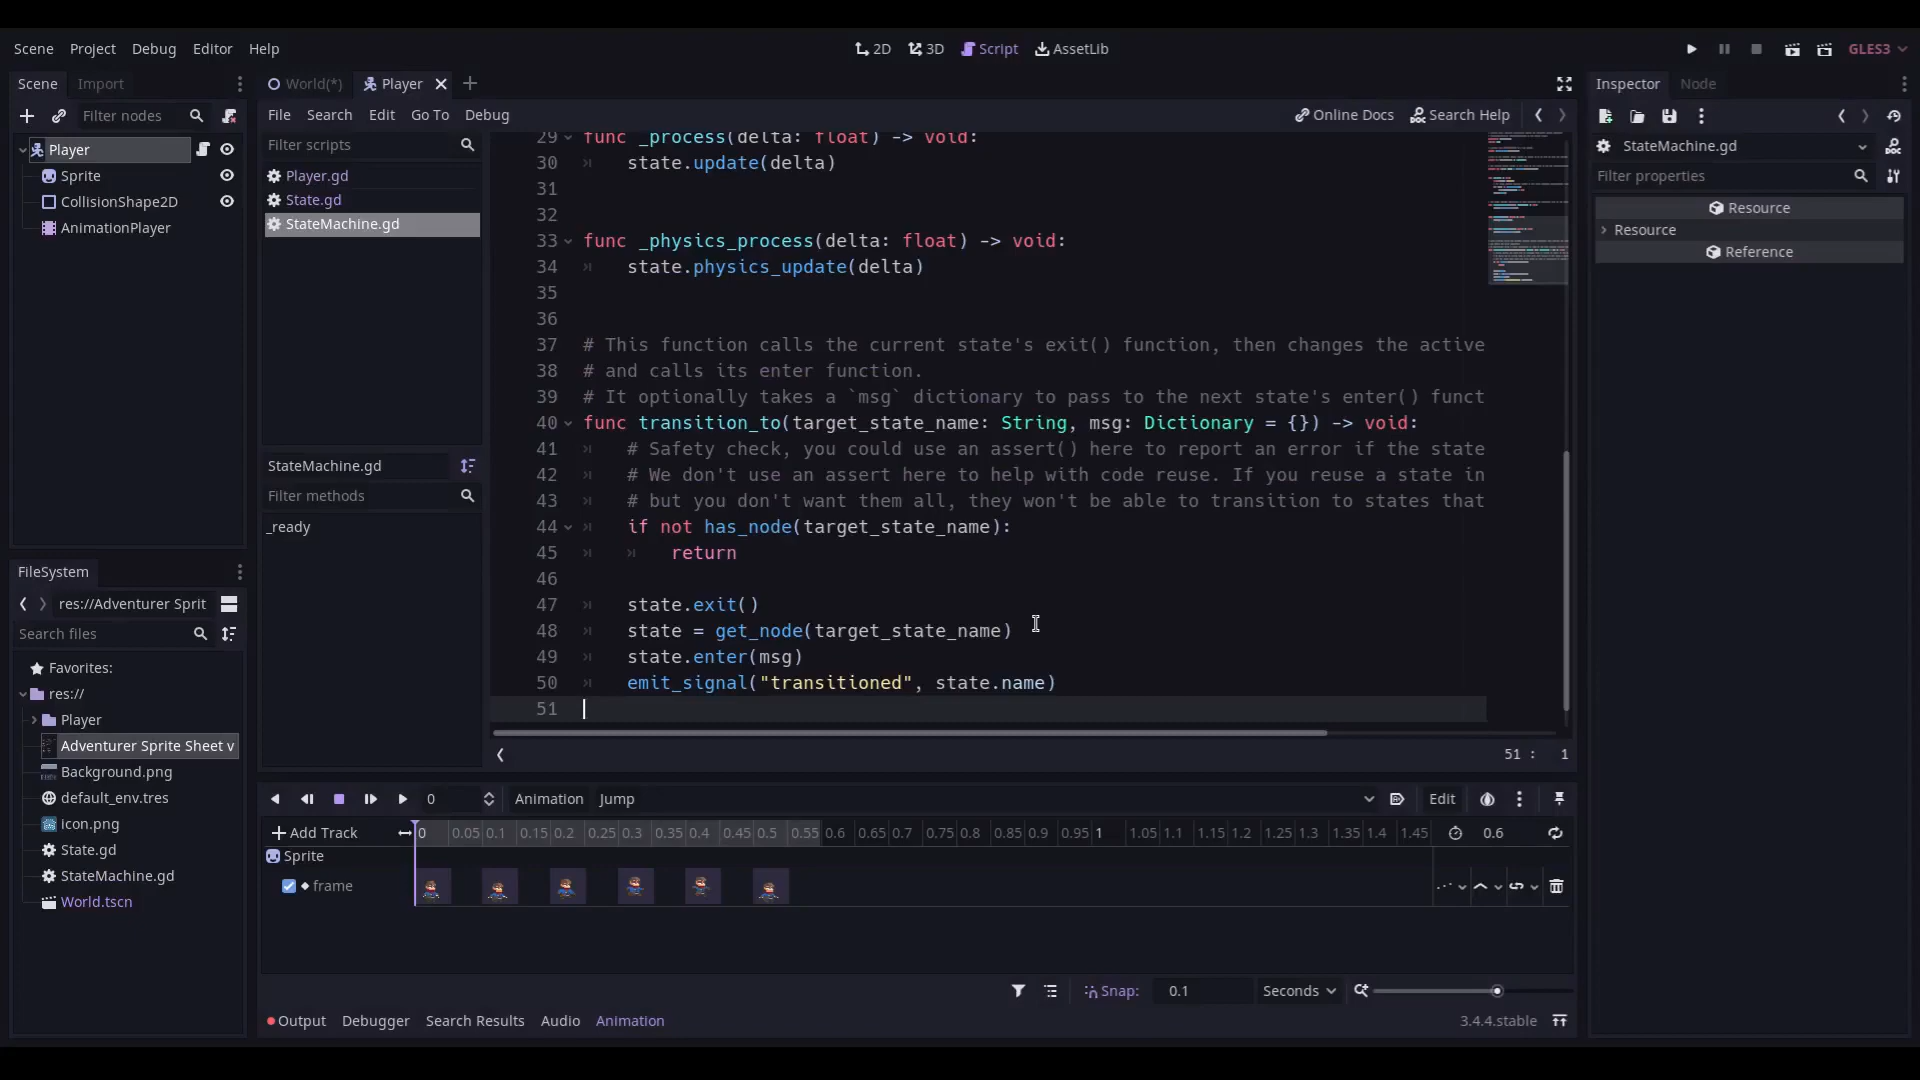 Scene Project Debug Editor Help
2D 3D Script AssetLib
GLES3
Scene Import
World(*) Player
Inspector Node
Filter nodes
File Search Edit Go To Debug
Online Docs Search Help
Player
Sprite
CollisionShape2D
AnimationPlayer
Filter scripts
Player.gd
State.gd
StateMachine.gd
StateMachine.gd
Filter methods
_ready
29 func _process(delta: float) -> void:
30 state.update(delta)
31
32
33 func _physics_process(delta: float) -> void:
34 state.physics_update(delta)
35
36
37 # This function calls the current state's exit() function, then changes the active
38 # and calls its enter function.
39 # It optionally takes a `msg` dictionary to pass to the next state's enter() funct
40 func transition_to(target_state_name: String, msg: Dictionary = {}) -> void:
41 # Safety check, you could use an assert() here to report an error if the state
42 # We don't use an assert here to help with code reuse. If you reuse a state in
43 # but you don't want them all, they won't be able to transition to states that
44 if not has_node(target_state_name):
45 return
46
47 state.exit()
48 state = get_node(target_state_name)
49 state.enter(msg)
50 emit_signal("transitioned", state.name)
51
51 : 1
StateMachine.gd
Filter properties
Resource
Resource
Reference
FileSystem
res://Adventurer Sprit
Search files
Favorites:
res://
Player
Adventurer Sprite Sheet v
Background.png
default_env.tres
icon.png
State.gd
StateMachine.gd
World.tscn
0 Animation Jump Edit
Add Track 0 0.05 0.1 0.15 0.2 0.25 0.3 0.35 0.4 0.45 0.5 0.55 0.6 0.65 0.7 0.75 0.8 0.85 0.9 0.95 1 1.05 1.1 1.15 1.2 1.25 1.3 1.35 1.4 1.45 0.6
Sprite
frame
Snap: 0.1 Seconds
Output Debugger Search Results Audio Animation 3.4.4.stable